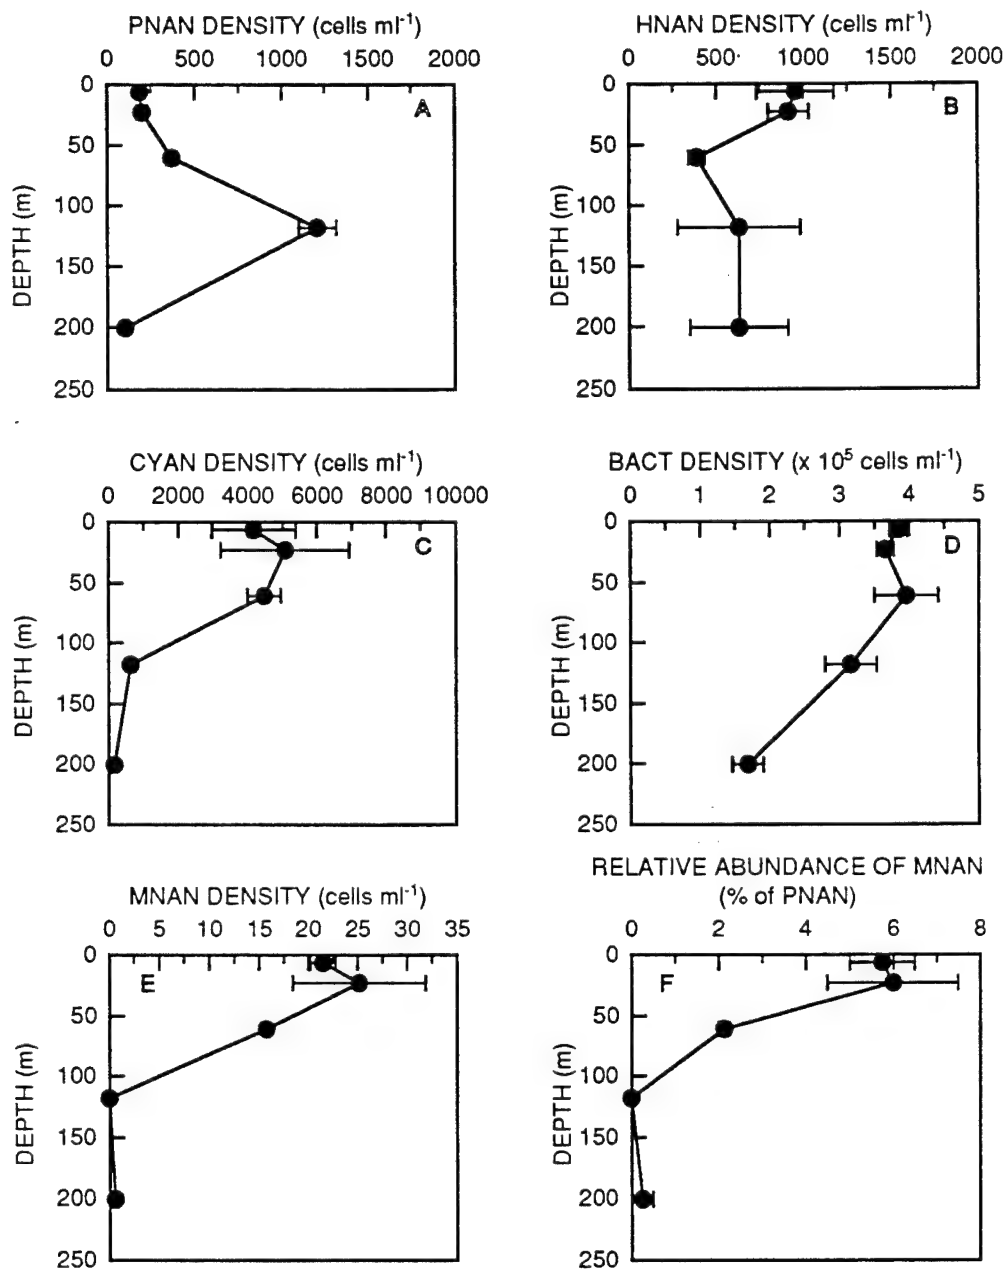 PNAN DENSITY (cells ml-1)
0 500 1000 1500 2000
0
50
100
150
200
250
DEPTH (m)
A
HNAN DENSITY (cells ml-1)
0 500 1000 1500 2000
0
50
100
150
200
250
DEPTH (m)
B
CYAN DENSITY (cells ml-1)
0 2000 4000 6000 8000 10000
0
50
100
150
200
250
DEPTH (m)
C
BACT DENSITY (x 10^5 cells ml-1)
0 1 2 3 4 5
0
50
100
150
200
250
DEPTH (m)
D
MNAN DENSITY (cells ml-1)
0 5 10 15 20 25 30 35
0
50
100
150
200
250
DEPTH (m)
E
RELATIVE ABUNDANCE OF MNAN
(% of PNAN)
0 2 4 6 8
0
50
100
150
200
250
DEPTH (m)
F